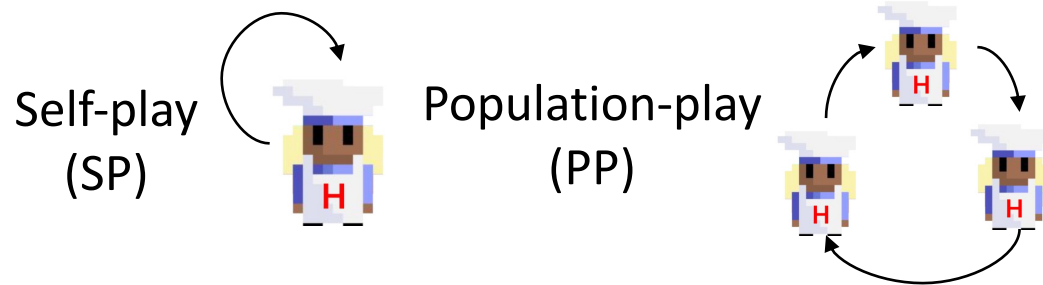 Self-play
(SP)
H
Population-play
(PP)
H
H
H